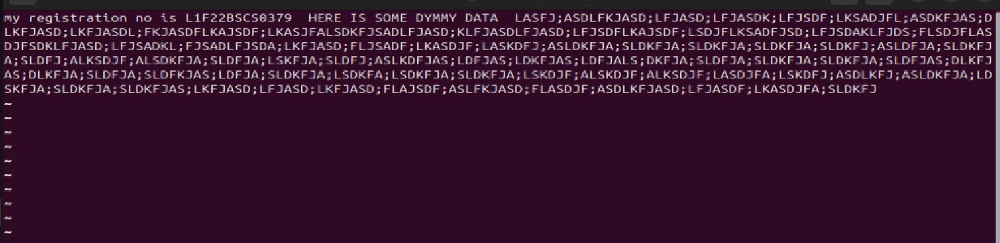 my registration no is L1F22BSCS0379  HERE IS SOME DYMMY DATA  LASFJ;ASDLFKJASD;LFJASD;LFJASDK;LFJSDF;LKSADJFL;ASDKFJAS;D
LKFJASD;LKFJASDL;FKJASDFLKAJSDF;LKASJFALSDKFJSADLFJASD;KLFJASDLFJASD;LFJSDFLKAJSDF;LSDJFLKSADFJSD;LFJSDAKLFJDS;FLSDJFLAS
DJFSDKLFJASD;LFJSADKL;FJSADLFJSDA;LKFJASD;FLJSADF;LKASDJF;LASKDFJ;ASLDKFJA;SLDKFJA;SLDKFJA;SLDKFJA;SLDKFJ;ASLDFJA;SLDKFJ
A;SLDFJ;ALKSDJF;ALSDKFJA;SLDFJA;LSKFJA;SLDFJ;ASLKDFJAS;LDFJAS;LDKFJAS;LDFJALS;DKFJA;SLDFJA;SLDKFJA;SLDKFJA;SLDFJAS;DLKFJ
AS;DLKFJA;SLDFJA;SLDFKJAS;LDFJA;SLDKFJA;LSDKFA;LSDKFJA;SLDKFJA;LSKDJF;ALSKDJF;ALKSDJF;LASDJFA;LSKDFJ;ASDLKFJ;ASLDKFJA;LD
SKFJA;SLDKFJA;SLDKFJAS;LKFJASD;LFJASD;LKFJASD;FLAJSDF;ASLFKJASD;FLASDJF;ASDLKFJASD;LFJASDF;LKASDJFA;SLDKFJ
~
~
~
~
~
~
~
~
~
~